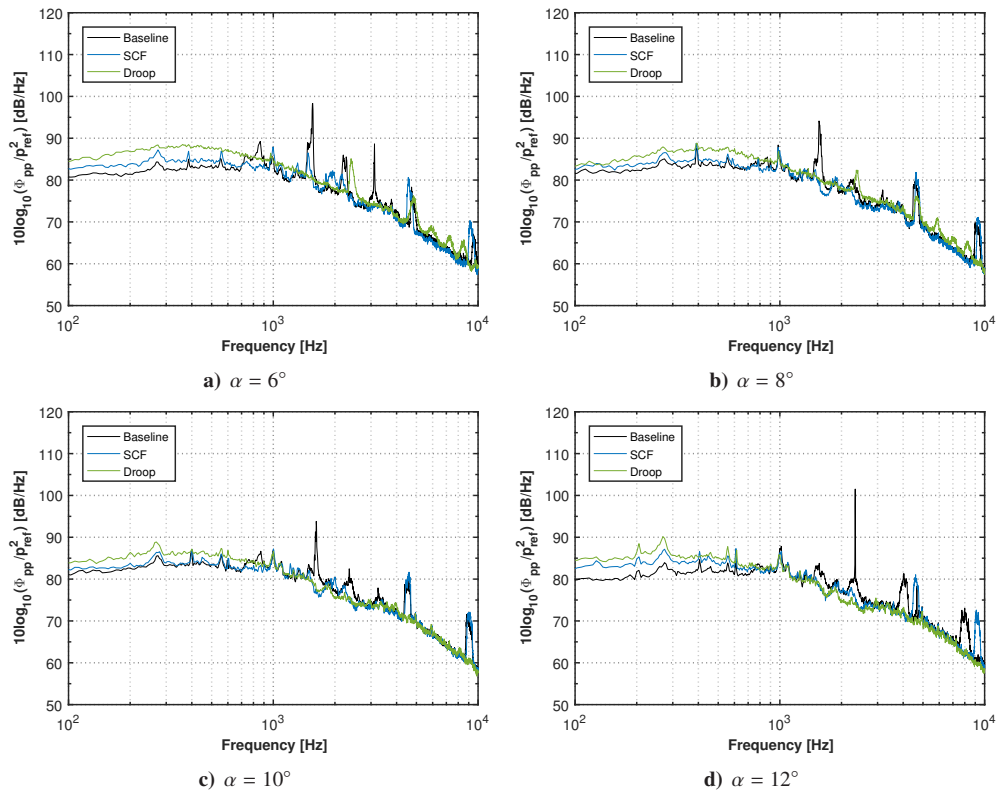 120
110
100
90
80
70
60
50
10log10(Φpp/p²ref) [dB/Hz]
Baseline
SCF
Droop
10²
10³
10⁴
Frequency [Hz]
a) α = 6°
120
110
100
90
80
70
60
50
10log10(Φpp/p²ref) [dB/Hz]
Baseline
SCF
Droop
10²
10³
10⁴
Frequency [Hz]
b) α = 8°
120
110
100
90
80
70
60
50
10log10(Φpp/p²ref) [dB/Hz]
Baseline
SCF
Droop
10²
10³
10⁴
Frequency [Hz]
c) α = 10°
120
110
100
90
80
70
60
50
10log10(Φpp/p²ref) [dB/Hz]
Baseline
SCF
Droop
10²
10³
10⁴
Frequency [Hz]
d) α = 12°